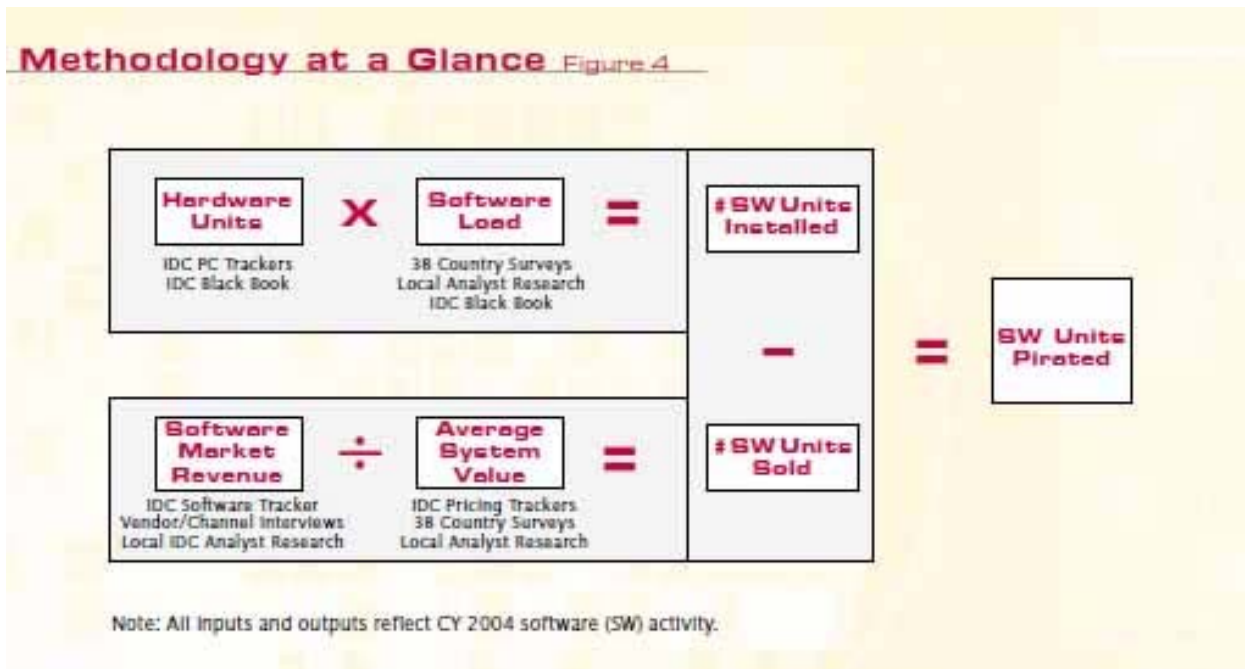 Methodology at a Glance Figure 4
Hardware
Units
X
Software
Load
=
#SW Units
Installed
IDC PC Trackers
IDC Black Book
38 Country Surveys
Local Analyst Research
IDC Black Book
-
=
SW Units
Pirated
Software
Market
Revenue
÷
Average
System
Value
=
#SW Units
Sold
IDC Software Tracker
Vendor/Channel Interviews
Local IDC Analyst Research
IDC Pricing Trackers
38 Country Surveys
Local Analyst Research
Note: All inputs and outputs reflect CY 2004 software (SW) activity.